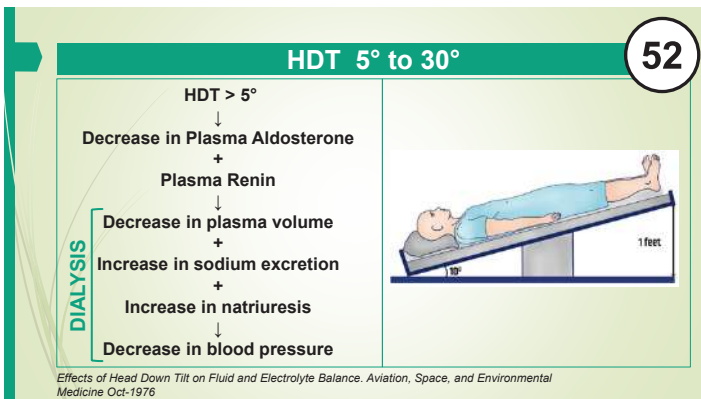 HDT 5° to 30°
52
HDT > 5°
↓
Decrease in Plasma Aldosterone
+
Plasma Renin
↓
Decrease in plasma volume
+
Increase in sodium excretion
+
Increase in natriuresis
↓
Decrease in blood pressure
DIALYSIS
10°
1 feet
Effects of Head Down Tilt on Fluid and Electrolyte Balance. Aviation, Space, and Environmental
Medicine Oct-1976